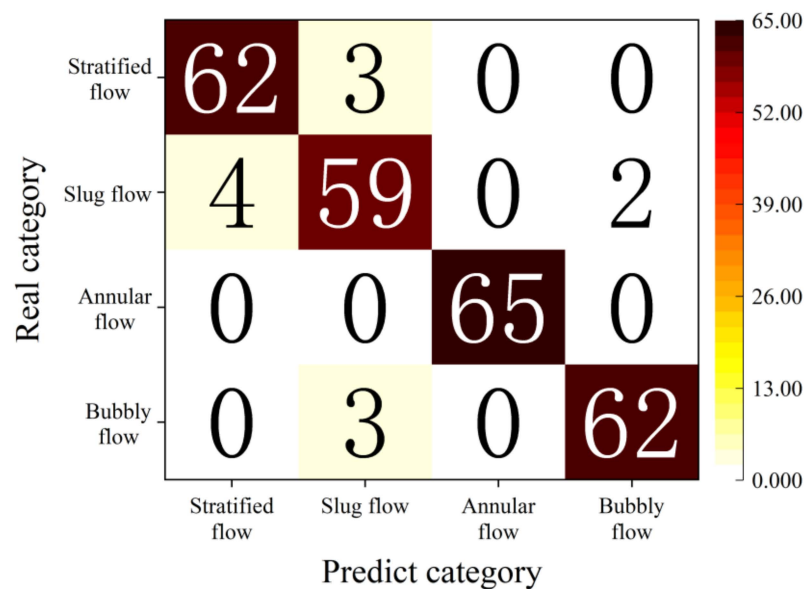 Stratified
flow
62 3 0 0
Slug flow
4 59 0 2
Annular
flow
0 0 65 0
Bubbly
flow
0 3 0 62
Real category
Stratified
flow
Slug flow
Annular
flow
Bubbly
flow
Predict category
65.00
52.00
39.00
26.00
13.00
0.000